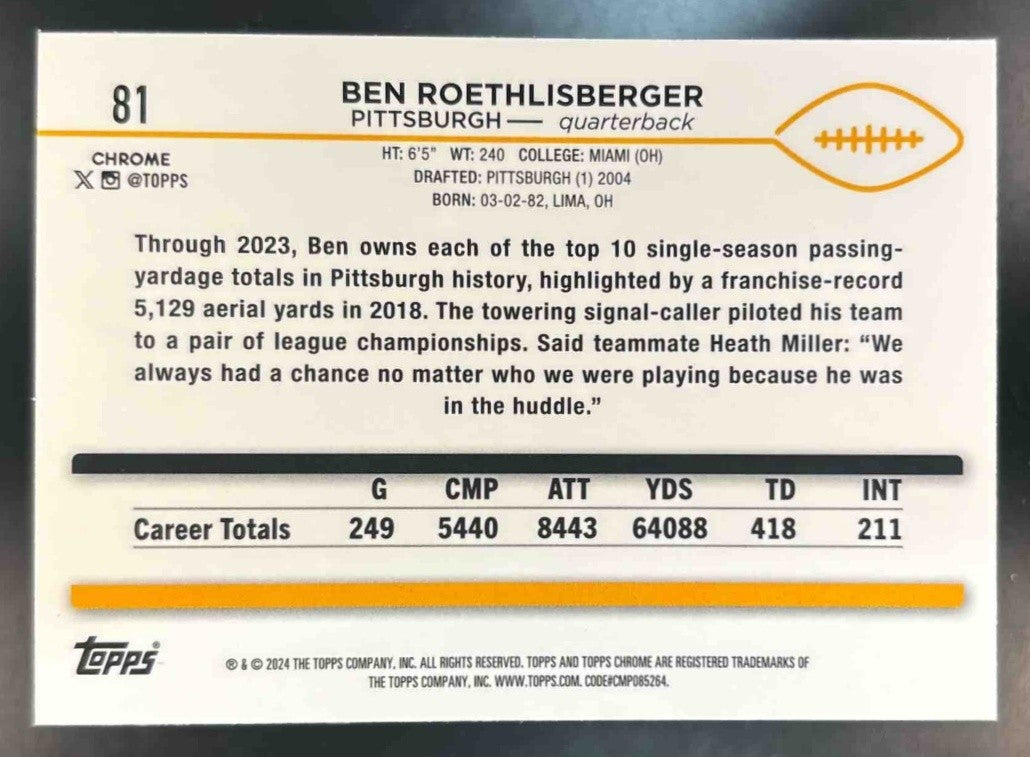 81
BEN ROETHLISBERGER
PITTSBURGH — quarterback
CHROME
X @TOPPS
HT: 6'5" WT: 240 COLLEGE: MIAMI (OH)
DRAFTED: PITTSBURGH (1) 2004
BORN: 03-02-82, LIMA, OH
Through 2023, Ben owns each of the top 10 single-season passing-
yardage totals in Pittsburgh history, highlighted by a franchise-record
5,129 aerial yards in 2018. The towering signal-caller piloted his team
to a pair of league championships. Said teammate Heath Miller: “We
always had a chance no matter who we were playing because he was
in the huddle.”
G CMP ATT YDS TD INT
Career Totals 249 5440 8443 64088 418 211
TOPPS®
® & © 2024 THE TOPPS COMPANY, INC. ALL RIGHTS RESERVED. TOPPS AND TOPPS CHROME ARE REGISTERED TRADEMARKS OF
THE TOPPS COMPANY, INC. WWW.TOPPS.COM. CODE#CMP085264.